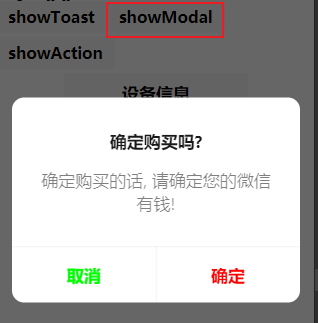 showToast showModal
showAction
设备信息
确定购买吗?
确定购买的话, 请确定您的微信
有钱!
取消 确定